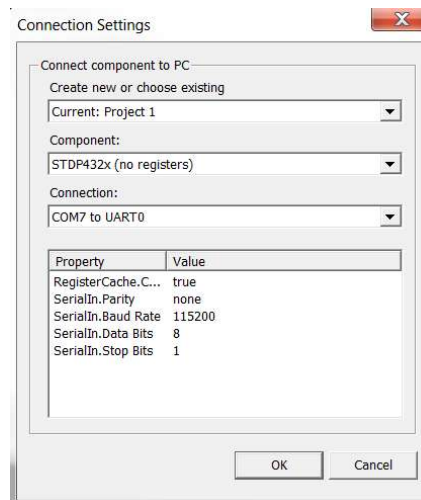 Connection Settings
X
Connect component to PC
Create new or choose existing
Current: Project 1
Component:
STDP432x (no registers)
Connection:
COM7 to UART0
Property Value
RegisterCache.C... true
SerialIn.Parity none
SerialIn.Baud Rate 115200
SerialIn.Data Bits 8
SerialIn.Stop Bits 1
OK Cancel